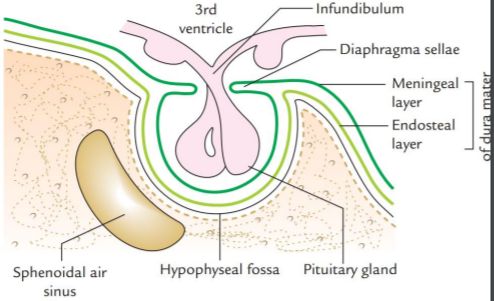 3rd
ventricle
Infundibulum
Diaphragma sellae
Meningeal
layer
Endosteal
layer
of dura mater
Sphenoidal air
sinus
Hypophyseal fossa
Pituitary gland